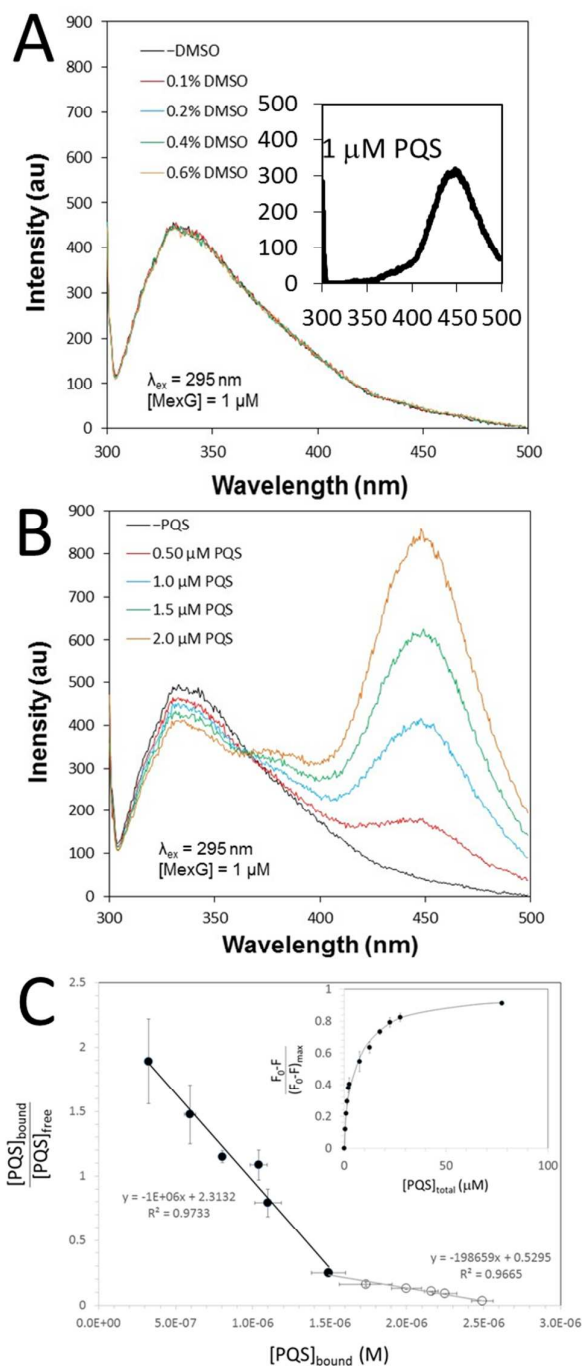 A
900
800
700
600
500
400
300
200
100
0
Intensity (au)
–DMSO
0.1% DMSO
0.2% DMSO
0.4% DMSO
0.6% DMSO
500
400
300
200
100
0
1 µM PQS
300 350 400 450 500
λex = 295 nm
[MexG] = 1 µM
300 350 400 450 500
Wavelength (nm)
B
900
800
700
600
500
400
300
200
100
0
Inensity (au)
–PQS
0.50 µM PQS
1.0 µM PQS
1.5 µM PQS
2.0 µM PQS
λex = 295 nm
[MexG] = 1 µM
300 350 400 450 500
Wavelength (nm)
C
2.5
2
1.5
1
0.5
0
[PQS]bound
[PQS]free
1
0.8
0.6
0.4
0.2
0
F0-F
(F0-F)max
0 50 100
[PQS]total (µM)
y = -1E+06x + 2.3132
R² = 0.9733
y = -198659x + 0.5295
R² = 0.9665
0.0E+00 5.0E-07 1.0E-06 1.5E-06 2.0E-06 2.5E-06 3.0E-06
[PQS]bound (M)